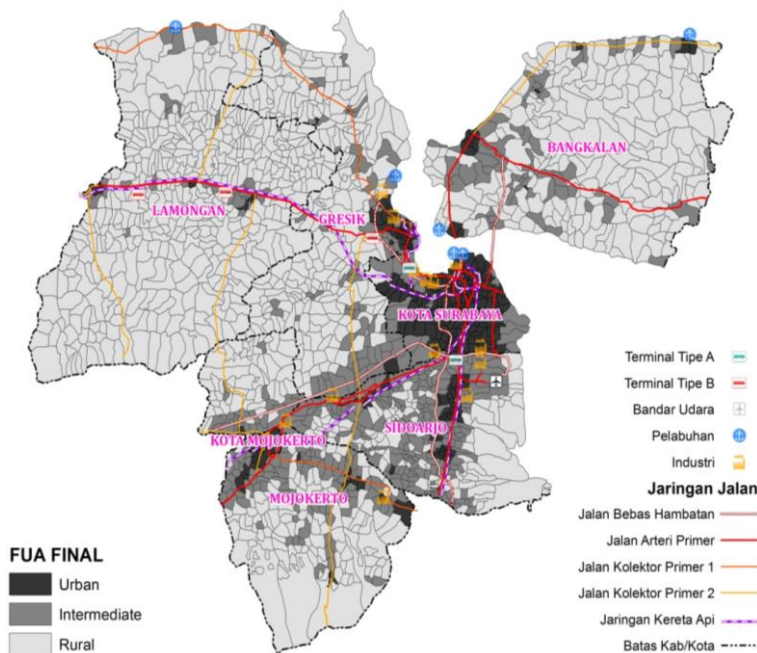 BANGKALAN
LAMONGAN
GRESIK
KOTA SURABAYA
SIDOARJO
KOTA MOJOKERTO
MOJOKERTO
Terminal Tipe A
Terminal Tipe B
Bandar Udara
Pelabuhan
Industri
Jaringan Jalan
Jalan Bebas Hambatan
Jalan Arteri Primer
Jalan Kolektor Primer 1
Jalan Kolektor Primer 2
Jaringan Kereta Api
Batas Kab/Kota
FUA FINAL
Urban
Intermediate
Rural